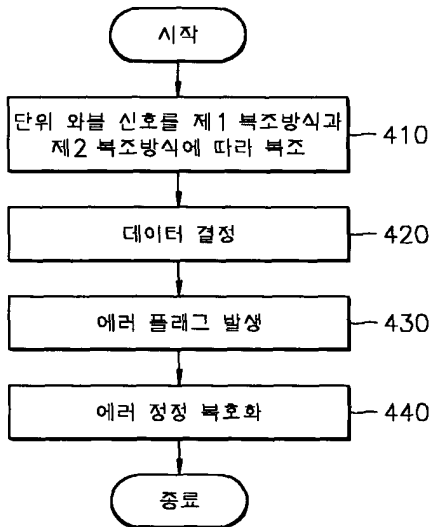 시작
단위 와블 신호를 제1 복조방식과
제2 복조방식에 따라 복조
410
데이터 결정
420
에러 플래그 발생
430
에러 정정 복호화
440
종료